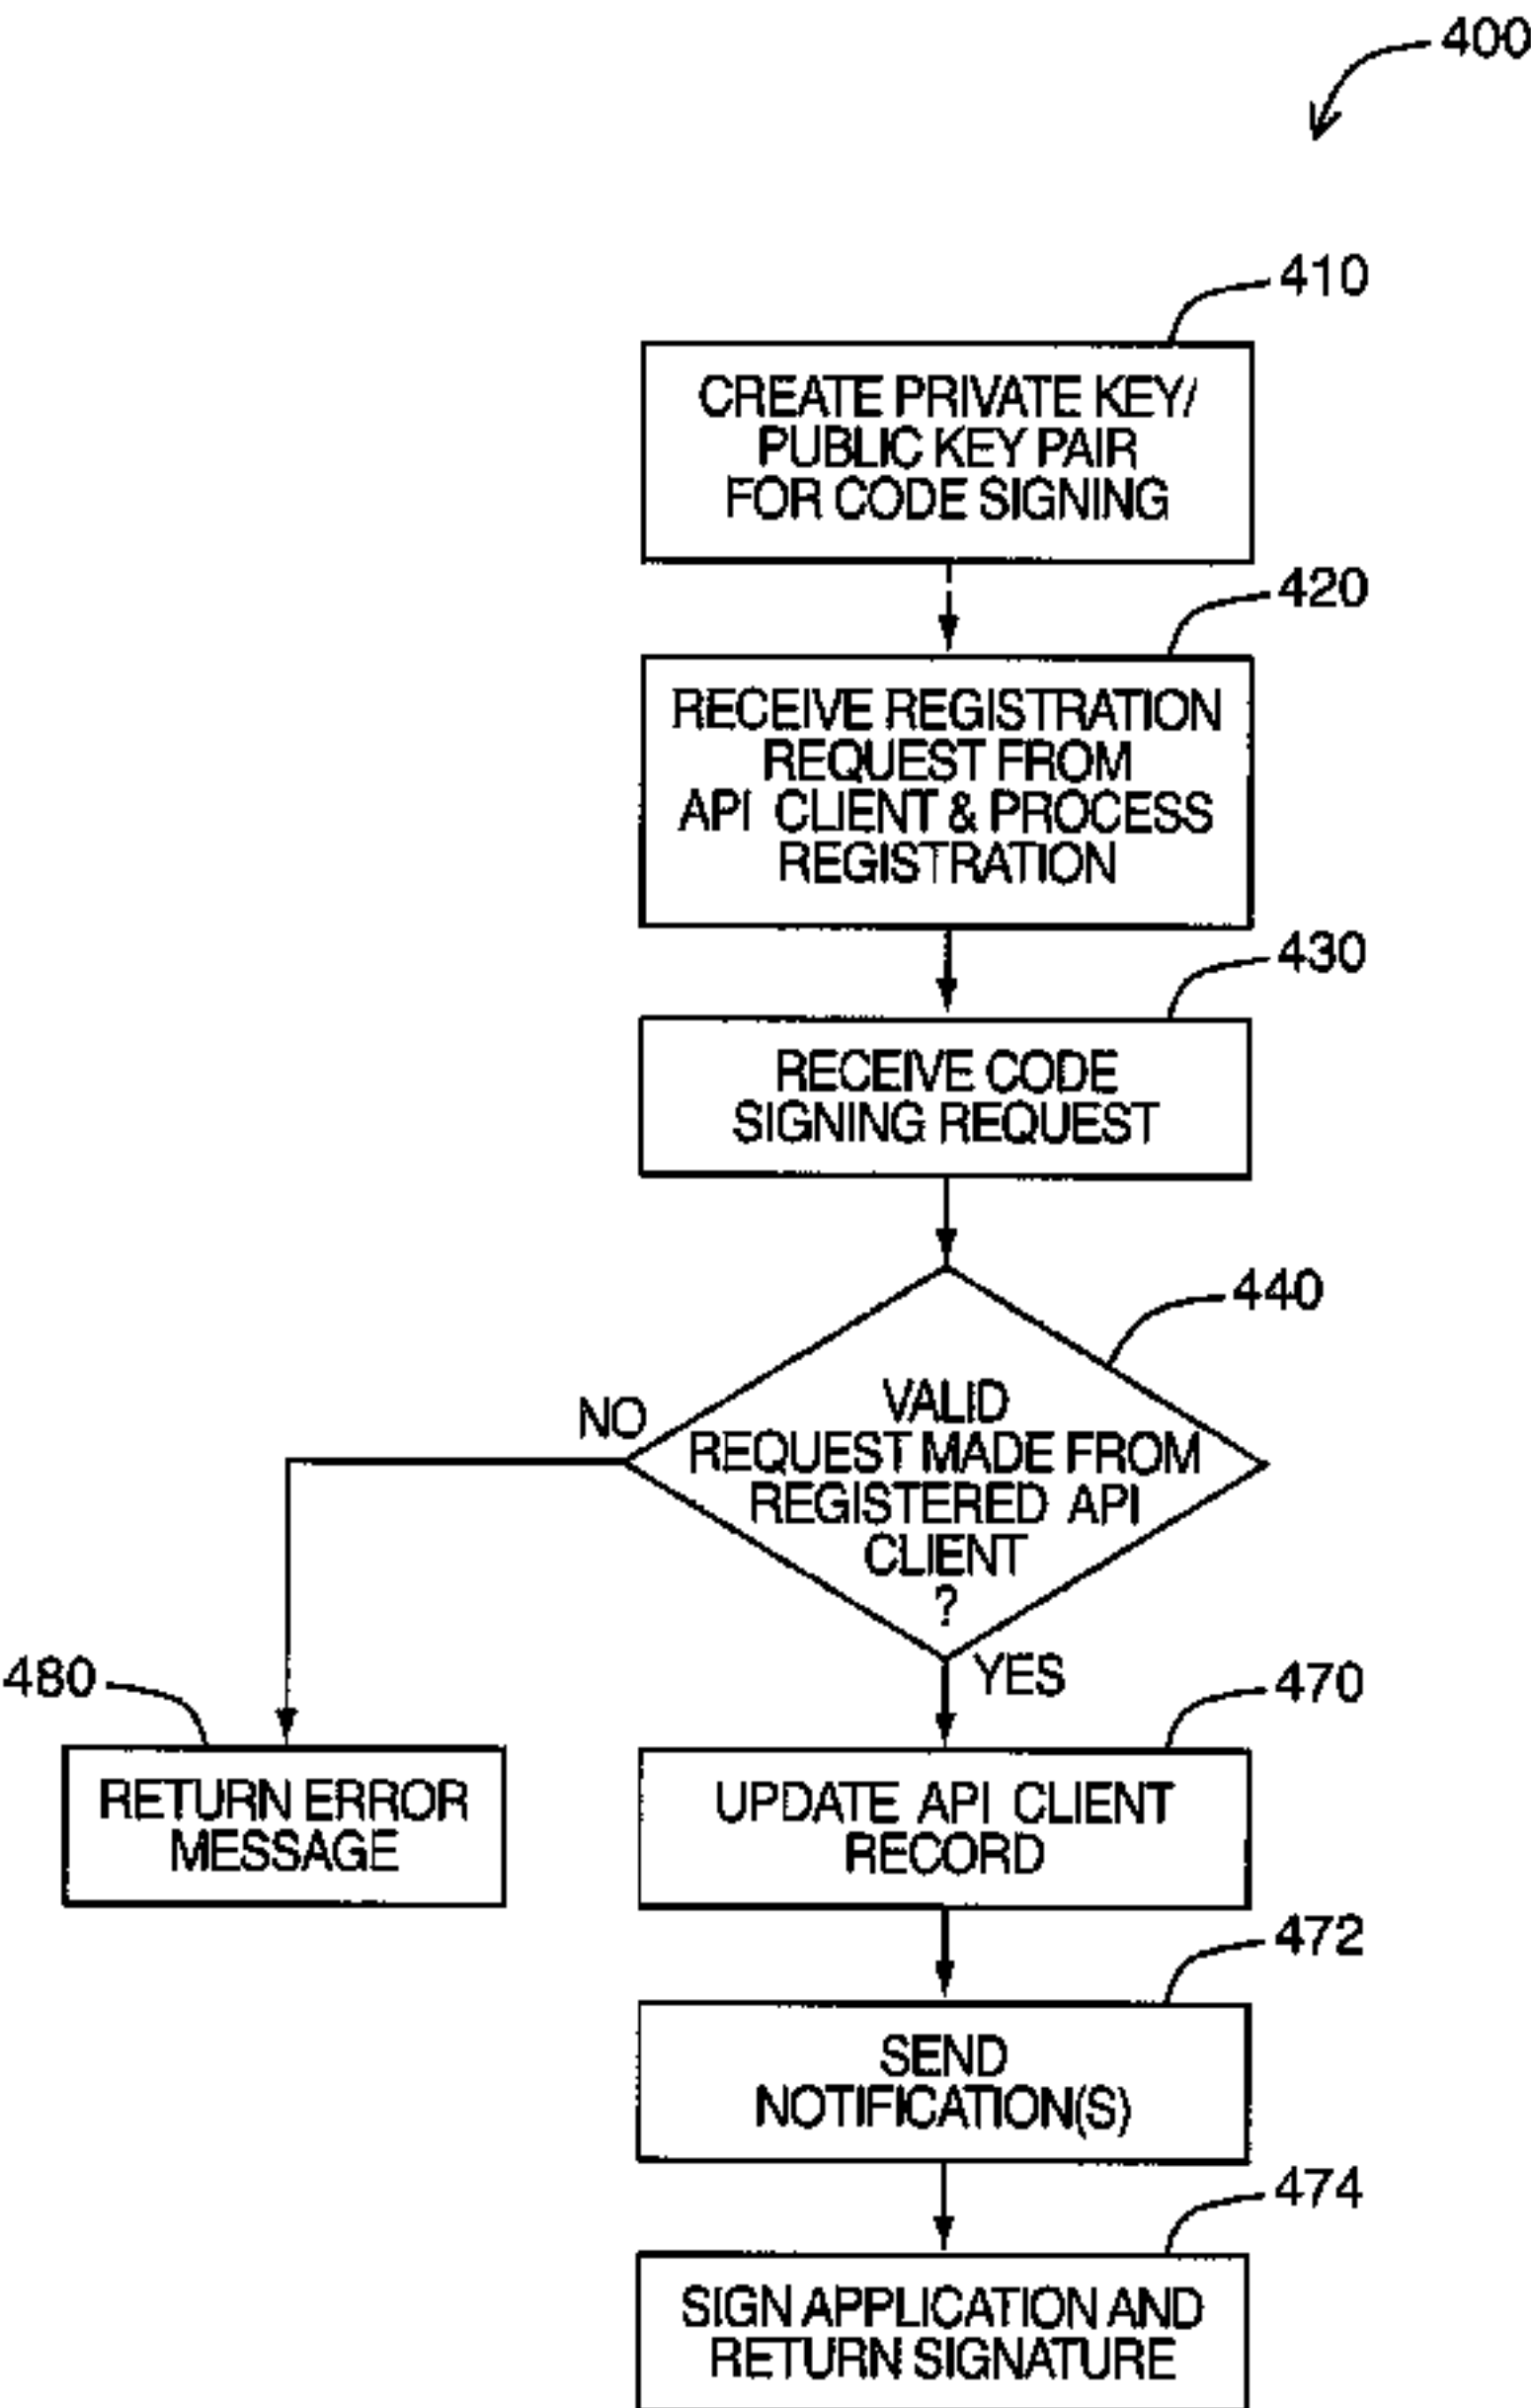 400
410
CREATE PRIVATE KEY/
PUBLIC KEY PAIR
FOR CODE SIGNING
420
RECEIVE REGISTRATION
REQUEST FROM
API CLIENT & PROCESS
REGISTRATION
430
RECEIVE CODE
SIGNING REQUEST
440
NO
VALID
REQUEST MADE FROM
REGISTERED API
CLIENT
?
YES
480
RETURN ERROR
MESSAGE
470
UPDATE API CLIENT
RECORD
472
SEND
NOTIFICATION(S)
474
SIGN APPLICATION AND
RETURN SIGNATURE